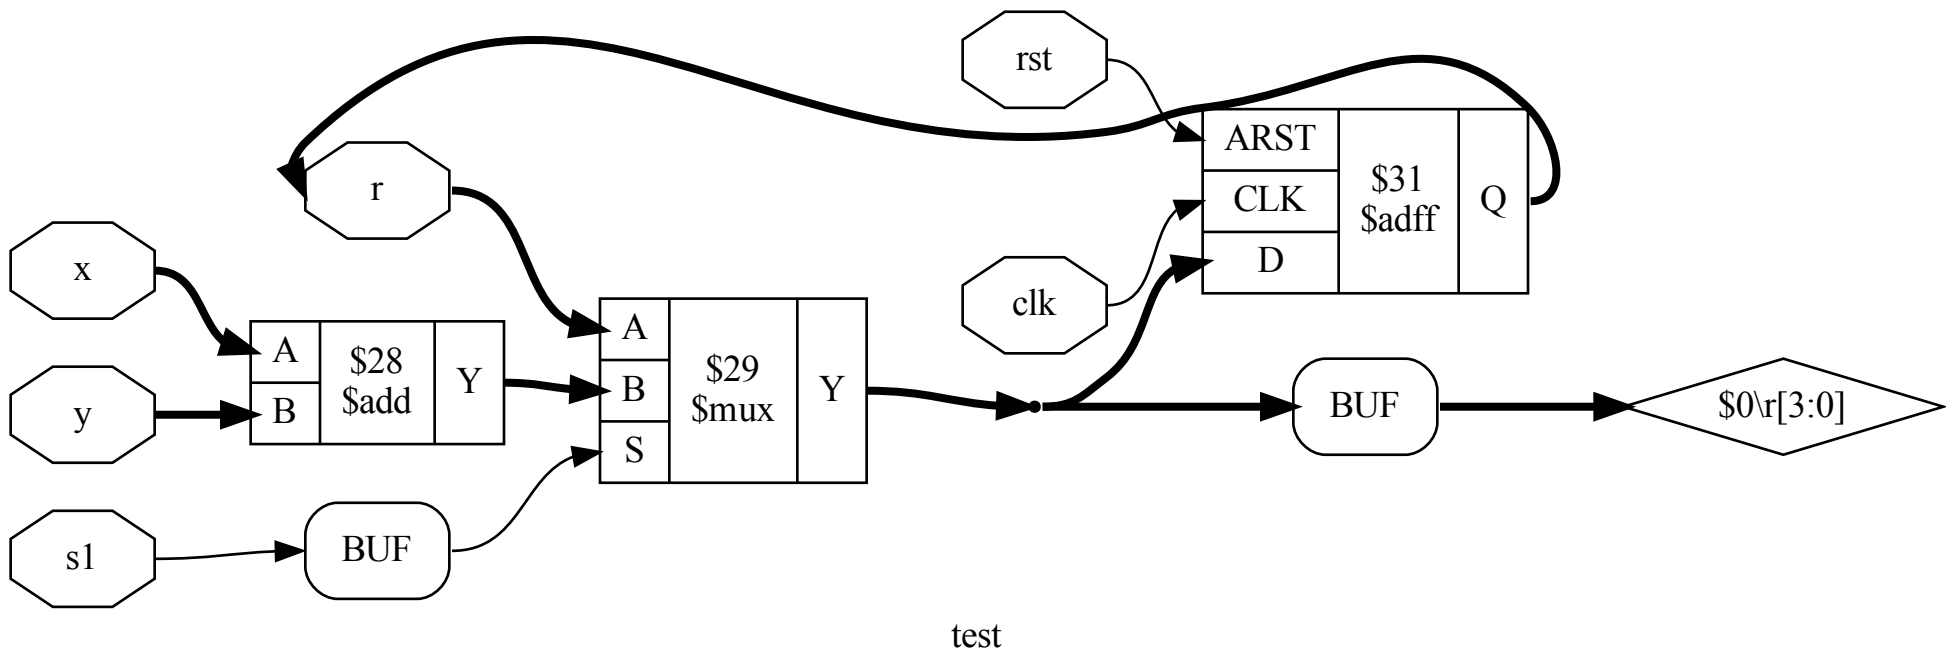 rst
ARST
CLK
D
$31
$adff
Q
r
x
clk
A
B
$28
$add
Y
A
B
S
$29
$mux
Y
y
BUF
$0\r[3:0]
s1
BUF
test